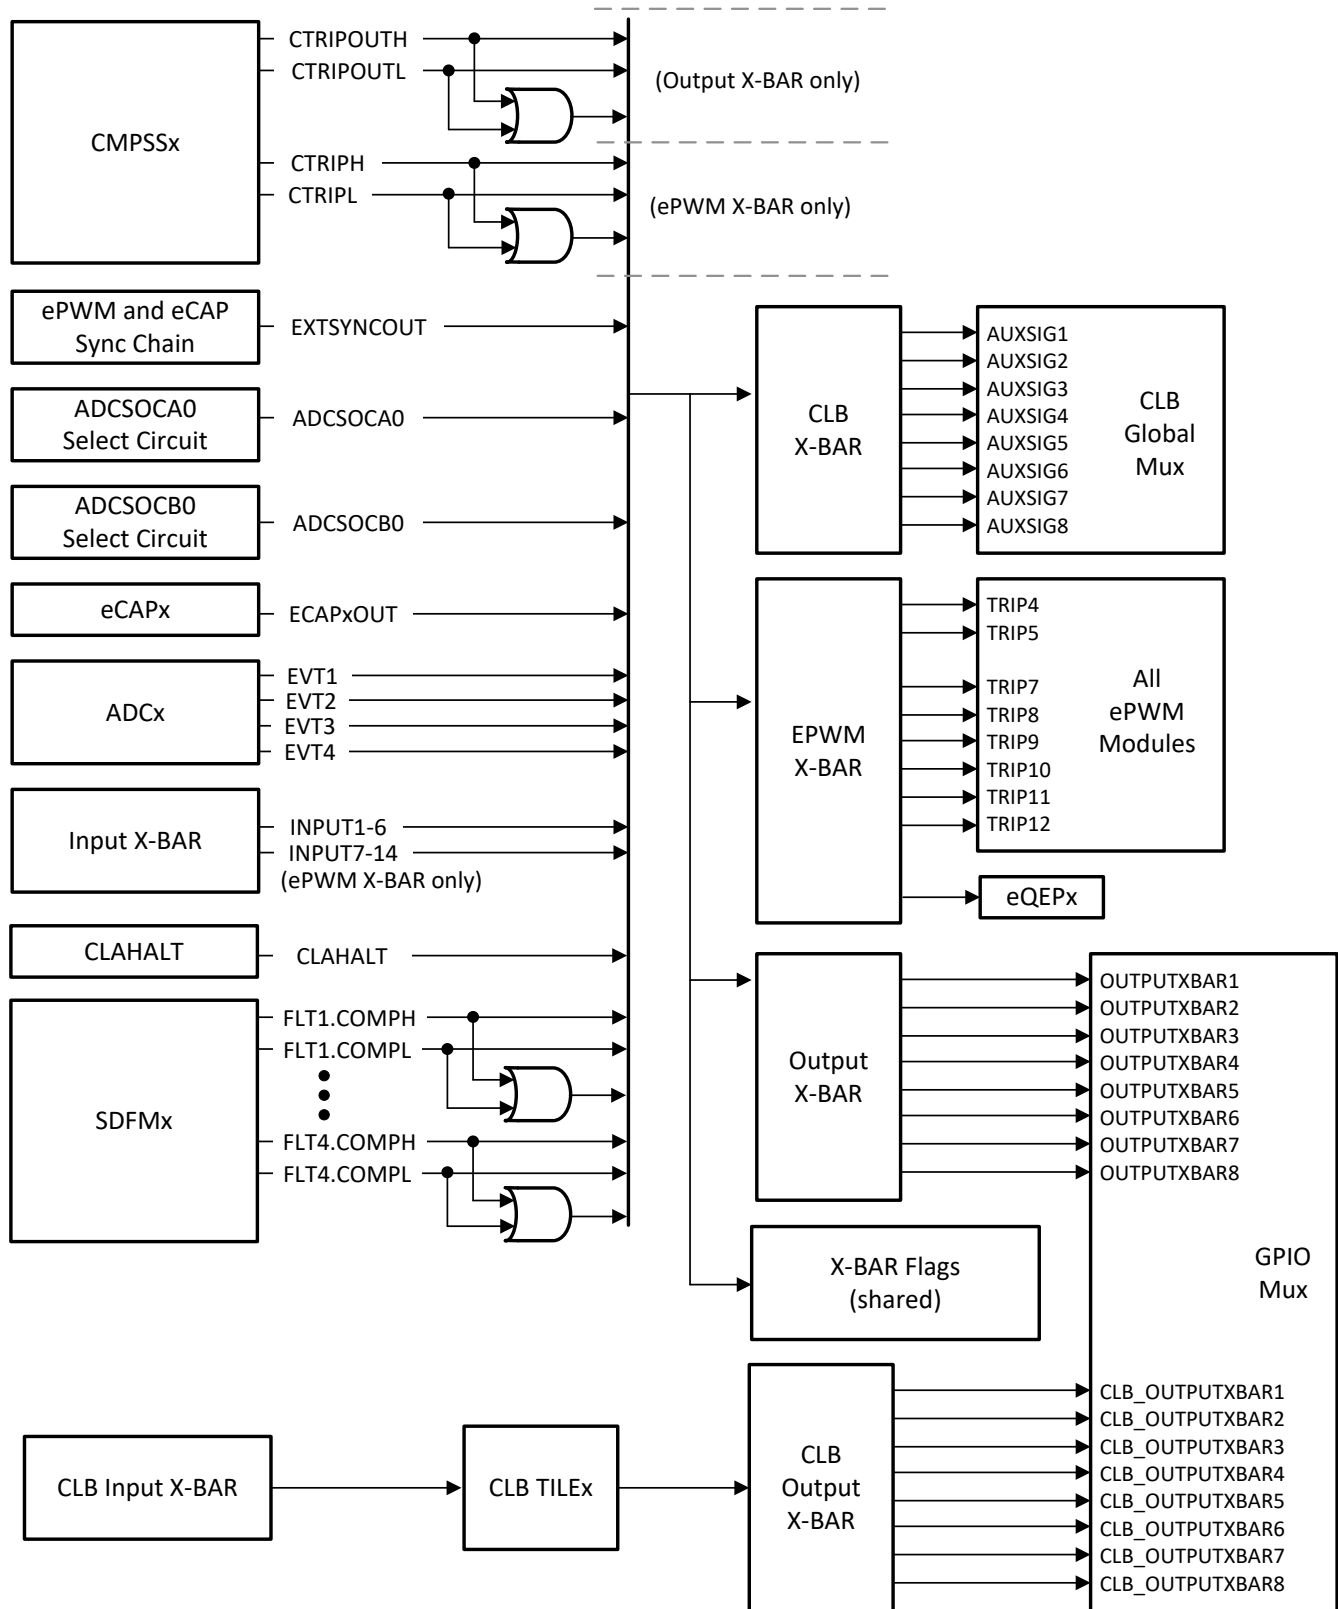 CMPSSx
CTRIPOUTH
CTRIPOUTL
(Output X-BAR only)
CTRIPH
CTRIPL
(ePWM X-BAR only)
ePWM and eCAP
Sync Chain
EXTSYNCOUT
ADCSOCA0
Select Circuit
ADCSOCA0
ADCSOCB0
Select Circuit
ADCSOCB0
eCAPx
ECAPxOUT
ADCx
EVT1
EVT2
EVT3
EVT4
Input X-BAR
INPUT1-6
INPUT7-14
(ePWM X-BAR only)
CLAHALT
CLAHALT
SDFMx
FLT1.COMPH
FLT1.COMPL
FLT4.COMPH
FLT4.COMPL
CLB
X-BAR
AUXSIG1
AUXSIG2
AUXSIG3
AUXSIG4
AUXSIG5
AUXSIG6
AUXSIG7
AUXSIG8
CLB
Global
Mux
EPWM
X-BAR
TRIP4
TRIP5
TRIP7
TRIP8
TRIP9
TRIP10
TRIP11
TRIP12
All
ePWM
Modules
eQEPx
Output
X-BAR
OUTPUTXBAR1
OUTPUTXBAR2
OUTPUTXBAR3
OUTPUTXBAR4
OUTPUTXBAR5
OUTPUTXBAR6
OUTPUTXBAR7
OUTPUTXBAR8
X-BAR Flags
(shared)
GPIO
Mux
CLB Input X-BAR
CLB TILEx
CLB
Output
X-BAR
CLB_OUTPUTXBAR1
CLB_OUTPUTXBAR2
CLB_OUTPUTXBAR3
CLB_OUTPUTXBAR4
CLB_OUTPUTXBAR5
CLB_OUTPUTXBAR6
CLB_OUTPUTXBAR7
CLB_OUTPUTXBAR8